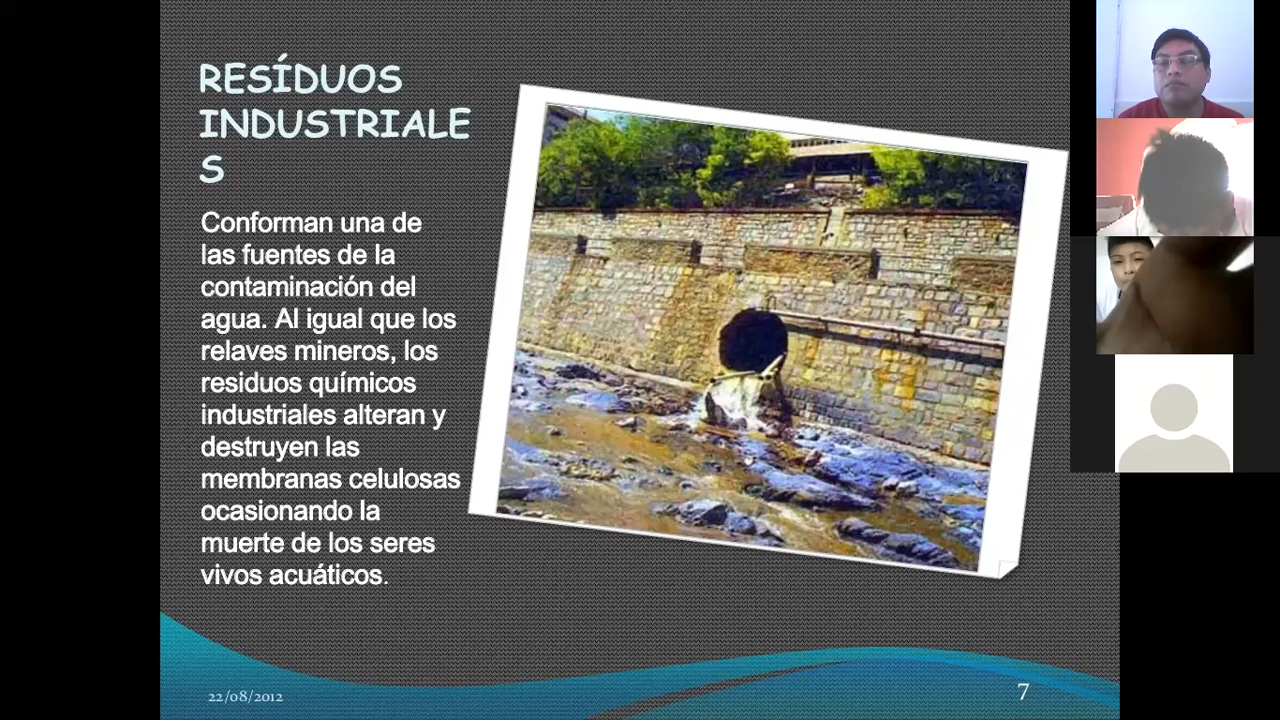 RESÍDUOS
INDUSTRIALE
S
Conforman una de
las fuentes de la
contaminación del
agua. Al igual que los
relaves mineros, los
residuos químicos
industriales alteran y
destruyen las
membranas celulosas
ocasionando la
muerte de los seres
vivos acuáticos.
22/08/2012
7